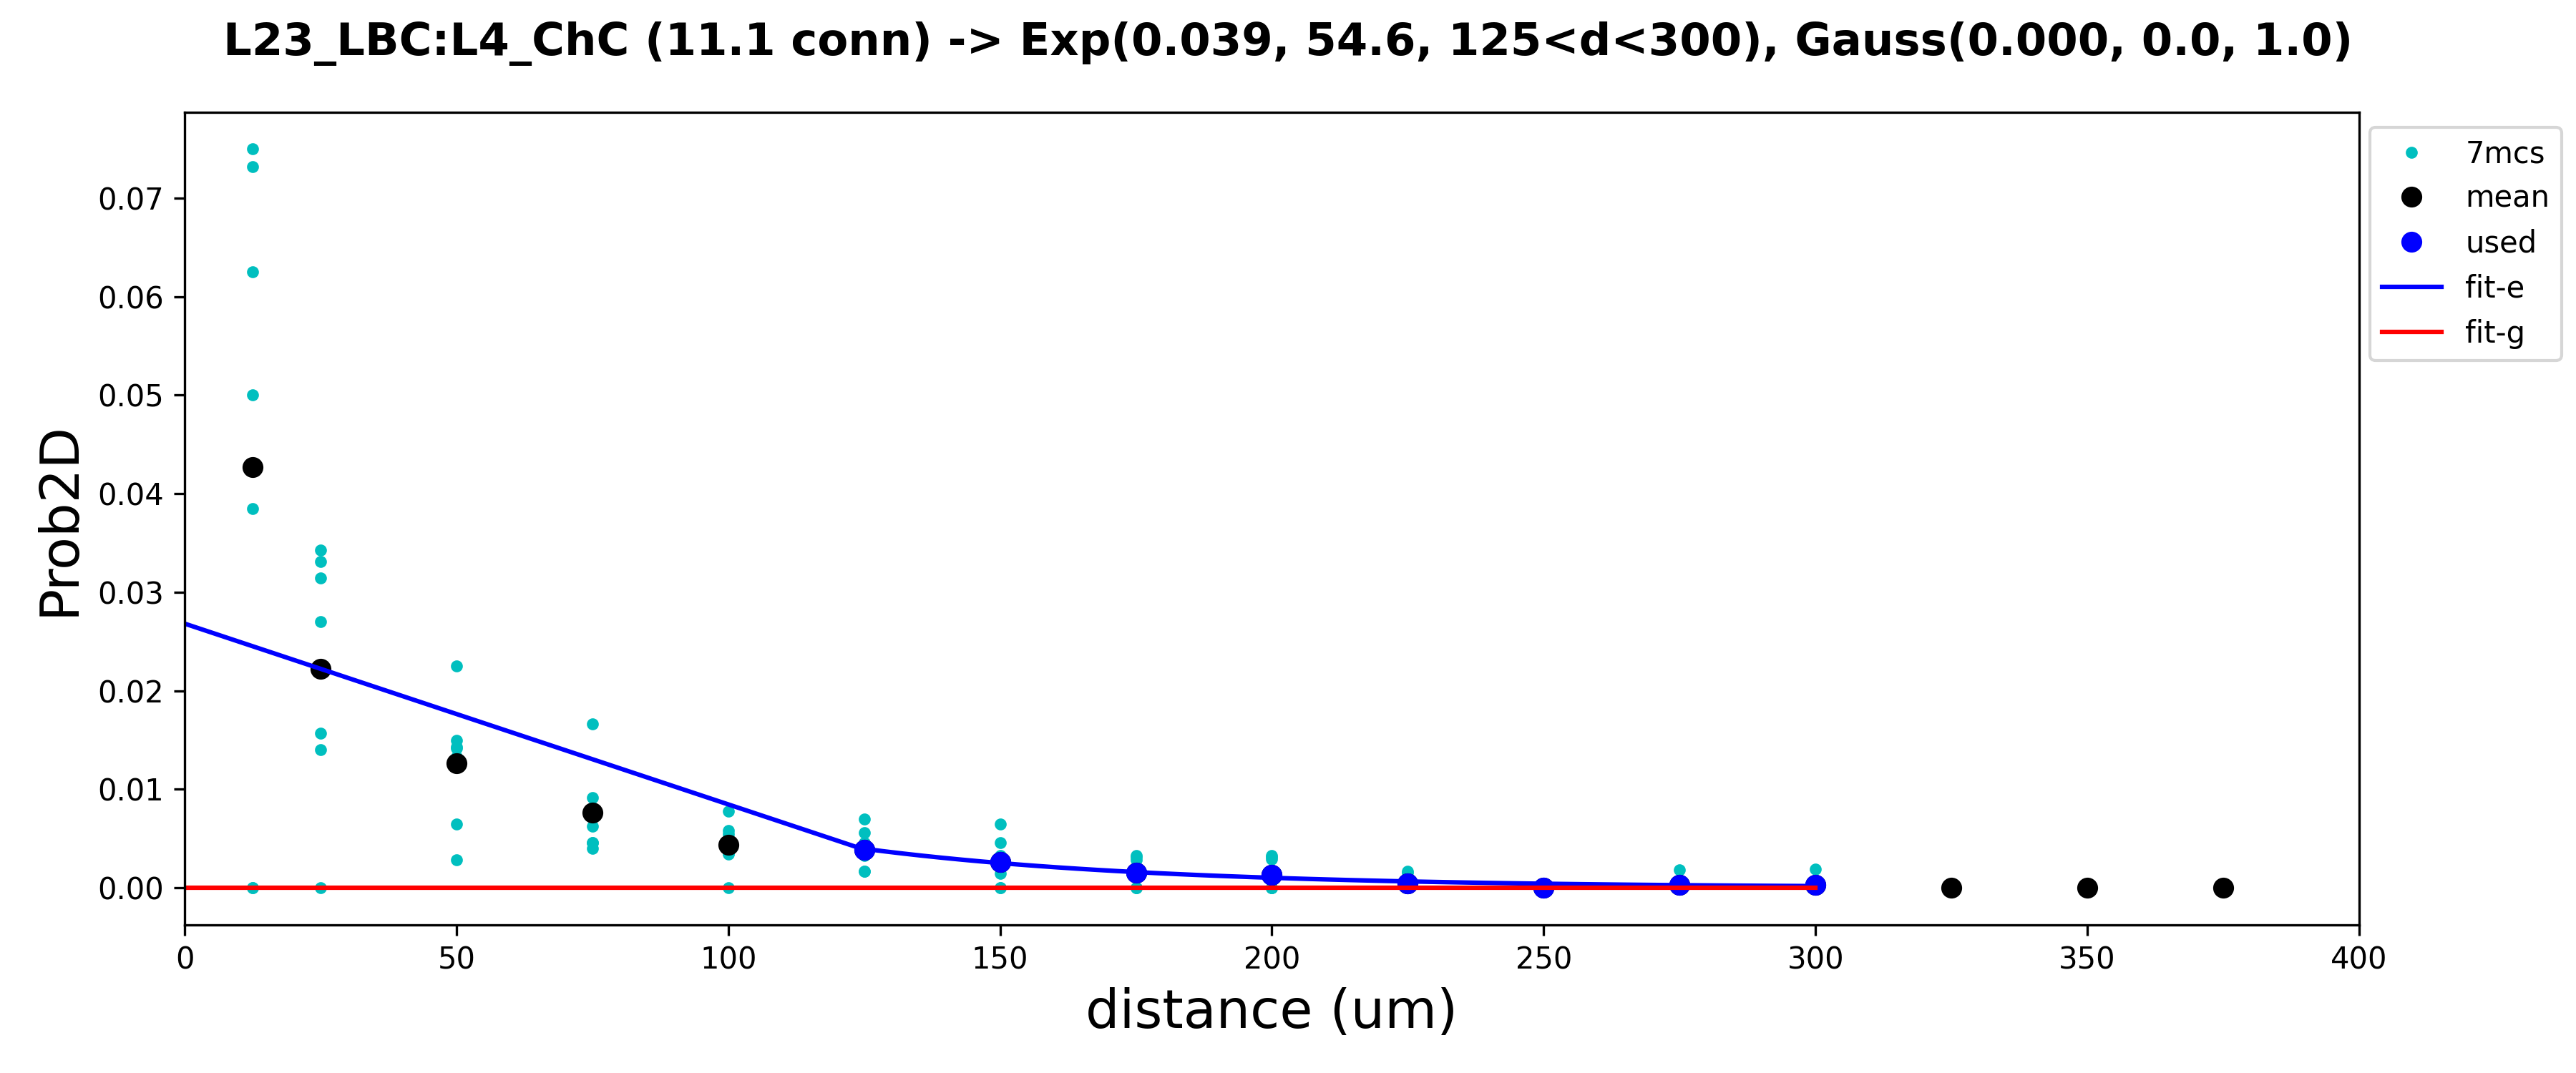 L23_LBC:L4_ChC (11.1 conn) -> Exp(0.039, 54.6, 125<d<300), Gauss(0.000, 0.0, 1.0)
7mcs
mean
used
fit-e
fit-g
Prob2D
0.07
0.06
0.05
0.04
0.03
0.02
0.01
0.00
0 50 100 150 200 250 300 350 400
distance (um)